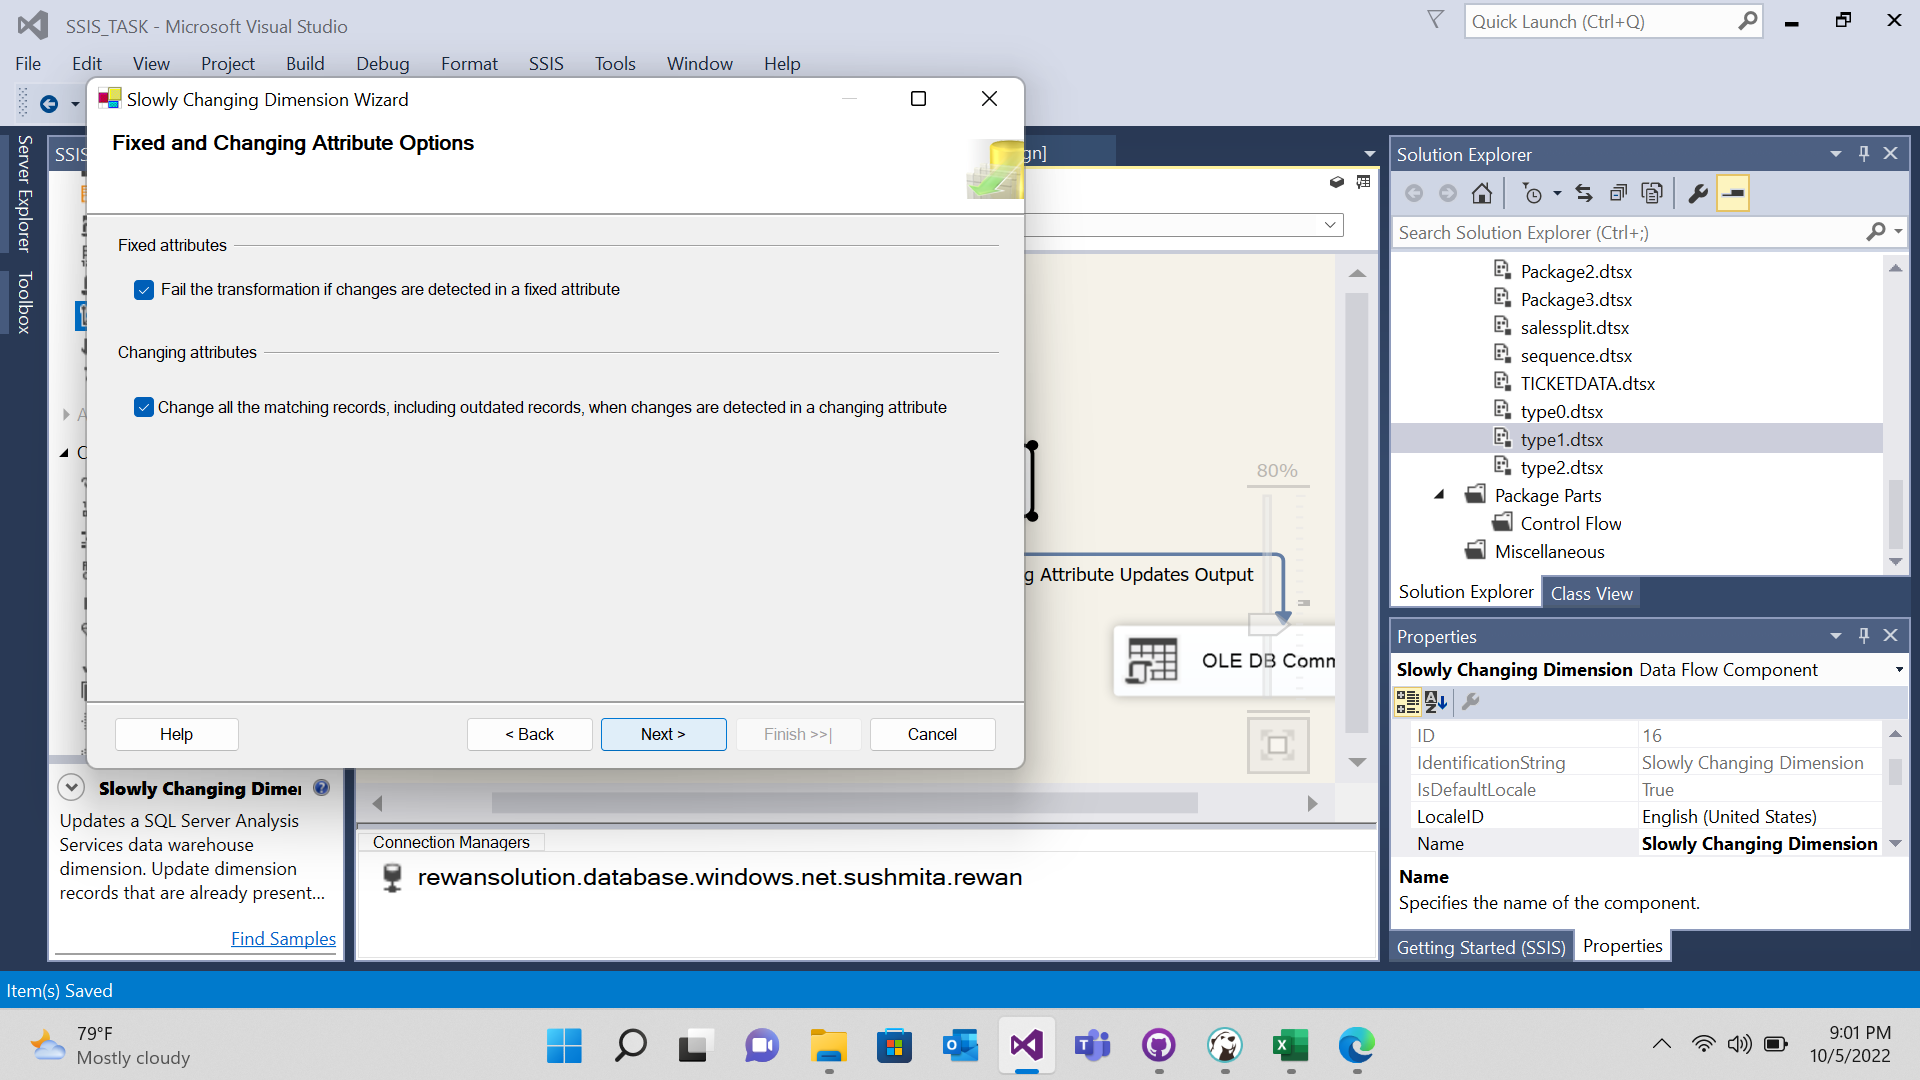 SSIS_TASK - Microsoft Visual Studio
Quick Launch (Ctrl+Q)
File Edit View Project Build Debug Format SSIS Tools Window Help
Slowly Changing Dimension Wizard
Fixed and Changing Attribute Options
Fixed attributes
Fail the transformation if changes are detected in a fixed attribute
Changing attributes
Change all the matching records, including outdated records, when changes are detected in a changing attribute
Help
< Back
Next >
Finish >>|
Cancel
Server Explorer
Toolbox
SSIS
gn]
80%
g Attribute Updates Output
OLE DB Comm
Slowly Changing Dimen
Updates a SQL Server Analysis
Services data warehouse
dimension. Update dimension
records that are already present...
Find Samples
Connection Managers
rewansolution.database.windows.net.sushmita.rewan
Solution Explorer
Search Solution Explorer (Ctrl+;)
Package2.dtsx
Package3.dtsx
salessplit.dtsx
sequence.dtsx
TICKETDATA.dtsx
type0.dtsx
type1.dtsx
type2.dtsx
Package Parts
Control Flow
Miscellaneous
Solution Explorer Class View
Properties
Slowly Changing Dimension Data Flow Component
ID 16
IdentificationString Slowly Changing Dimension
IsDefaultLocale True
LocaleID English (United States)
Name Slowly Changing Dimension
Name
Specifies the name of the component.
Getting Started (SSIS) Properties
Item(s) Saved
79°F
Mostly cloudy
9:01 PM
10/5/2022